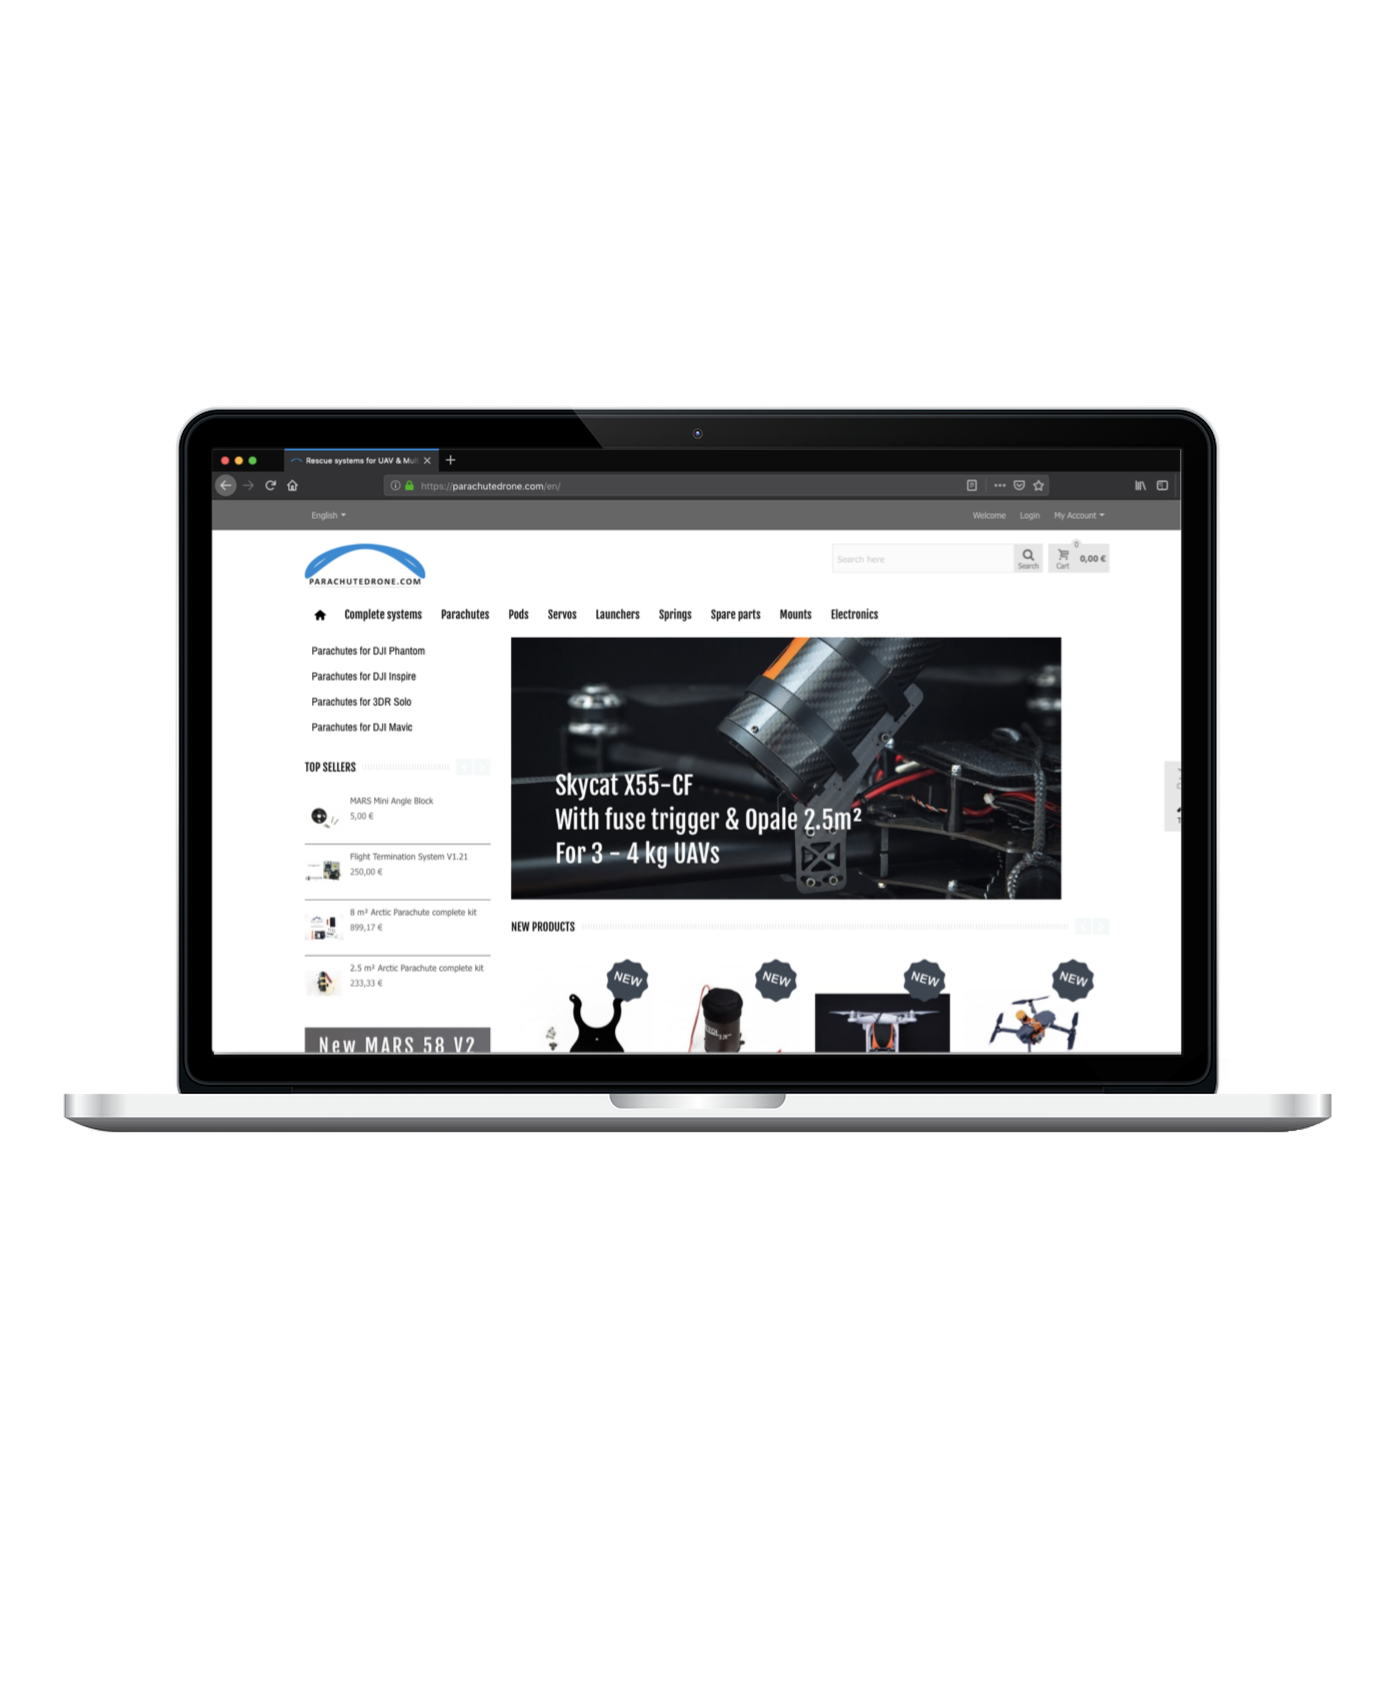 Rescue systems for UAV & Mul
https://parachutedrone.com/en/
English
Welcome Login My Account
PARACHUTEDRONE.COM
Search here
Search
0
Cart
0,00 €
Complete systems Parachutes Pods Servos Launchers Springs Spare parts Mounts Electronics
Parachutes for DJI Phantom
Parachutes for DJI Inspire
Parachutes for 3DR Solo
Parachutes for DJI Mavic
TOP SELLERS
MARS Mini Angle Block
5,00 €
Flight Termination System V1.21
250,00 €
8 m² Arctic Parachute complete kit
899,17 €
2.5 m² Arctic Parachute complete kit
233,33 €
New MARS 58 V2
Skycat X55-CF
With fuse trigger & Opale 2.5m²
For 3 - 4 kg UAVs
NEW PRODUCTS
NEW
NEW
NEW
NEW